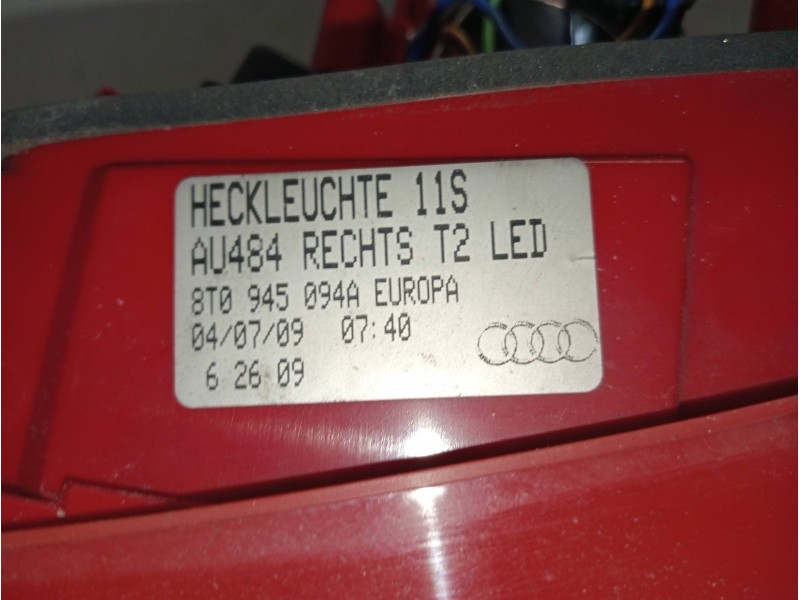 HECKLEUCHTE 11S
AU484 RECHTS T2 LED
8T0 945 094A EUROPA
04/07/09 07:40
6 26 09